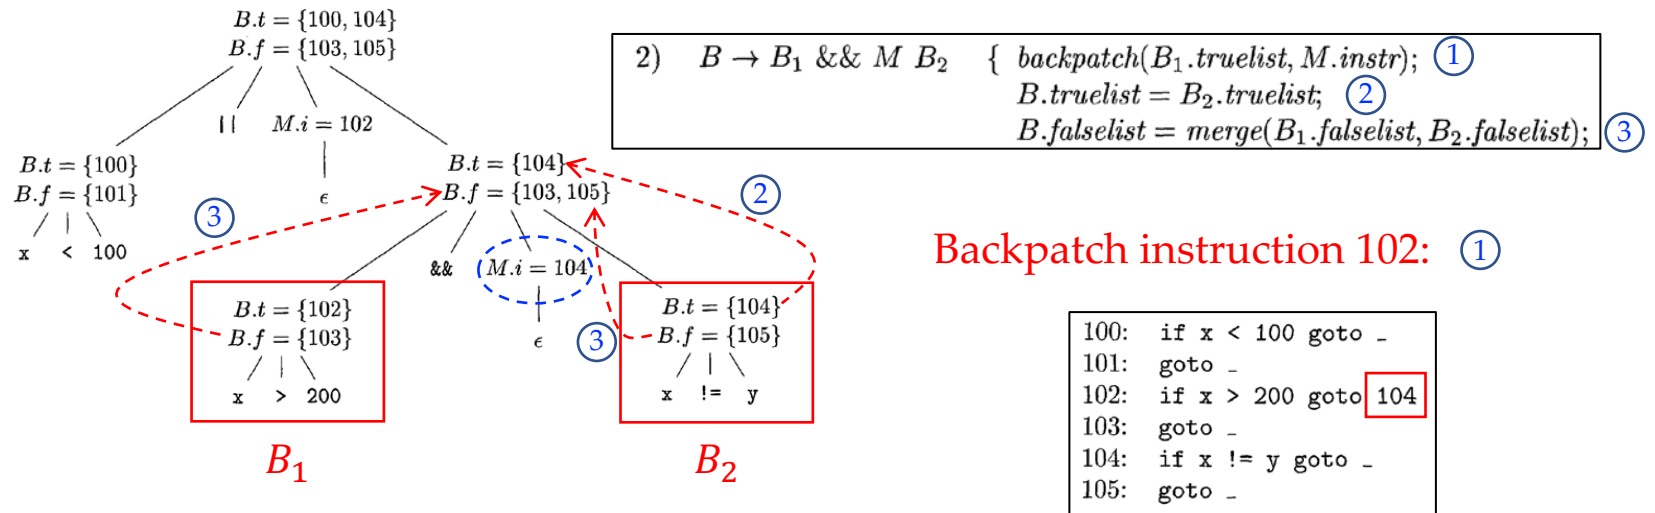 B.t = {100, 104}
B.f = {103, 105}
|| M.i = 102
B.t = {100}
B.f = {101}
ϵ
x < 100
B.t = {104}
B.f = {103, 105}
③
②
&& M.i = 104
ϵ
③
B.t = {102}
B.f = {103}
x > 200
B.t = {104}
B.f = {105}
x != y
B₁
B₂
2) B → B₁ && M B₂ { backpatch(B₁.truelist, M.instr); ①
B.truelist = B₂.truelist; ②
B.falselist = merge(B₁.falselist, B₂.falselist); ③
Backpatch instruction 102: ①
100: if x < 100 goto _
101: goto _
102: if x > 200 goto 104
103: goto _
104: if x != y goto _
105: goto _